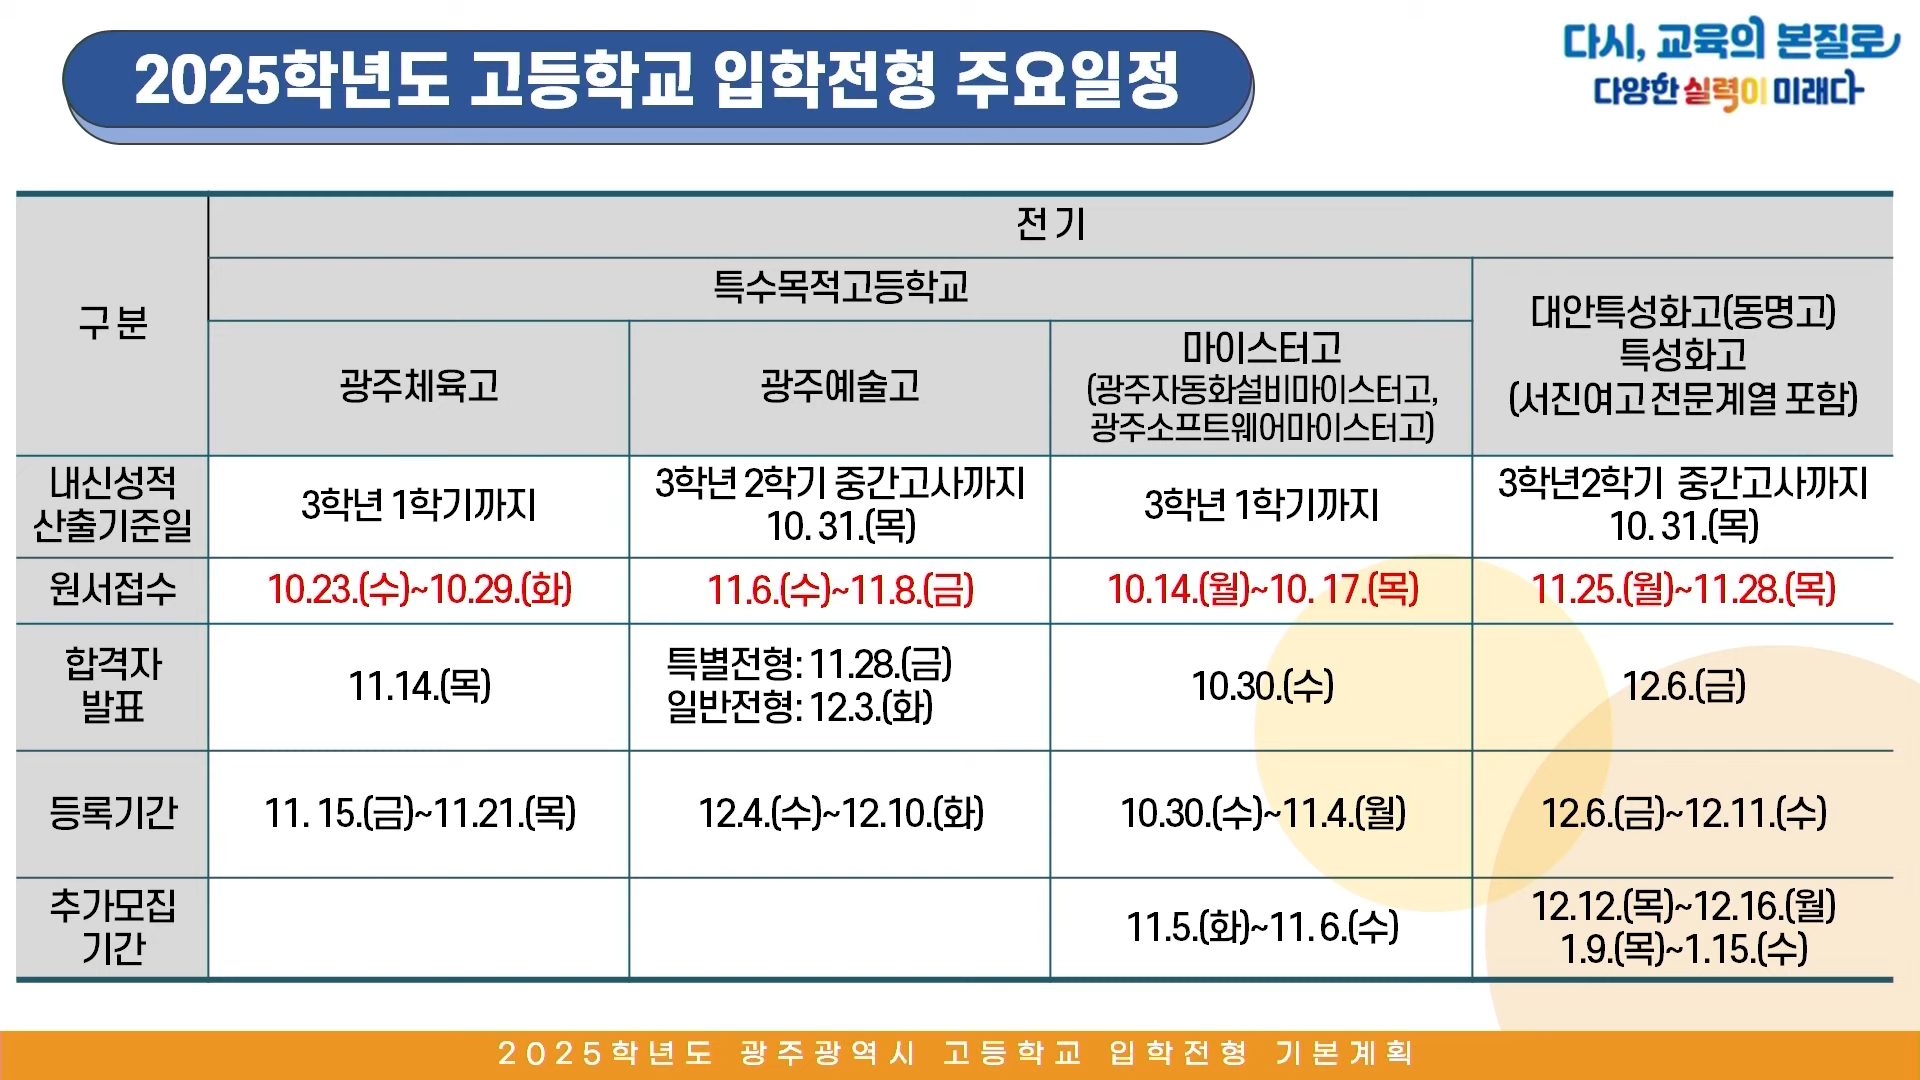 2025학년도 고등학교 입학전형 주요일정
다시, 교육의 본질로
다양한 실력이 미래다
구 분
전 기
특수목적고등학교
광주체육고
광주예술고
마이스터고
(광주자동화설비마이스터고,
광주소프트웨어마이스터고)
대안특성화고(동명고)
특성화고
(서진여고 전문계열 포함)
내신성적
산출기준일
3학년 1학기까지
3학년 2학기 중간고사까지
10. 31.(목)
3학년 1학기까지
3학년2학기 중간고사까지
10. 31.(목)
원서접수
10.23.(수)~10.29.(화)
11.6.(수)~11.8.(금)
10.14.(월)~10. 17.(목)
11.25.(월)~11.28.(목)
합격자
발표
11.14.(목)
특별전형: 11.28.(금)
일반전형: 12.3.(화)
10.30.(수)
12.6.(금)
등록기간
11. 15.(금)~11.21.(목)
12.4.(수)~12.10.(화)
10.30.(수)~11.4.(월)
12.6.(금)~12.11.(수)
추가모집
기간
11.5.(화)~11. 6.(수)
12.12.(목)~12.16.(월)
1.9.(목)~1.15.(수)
2025학년도 광주광역시 고등학교 입학전형 기본계획